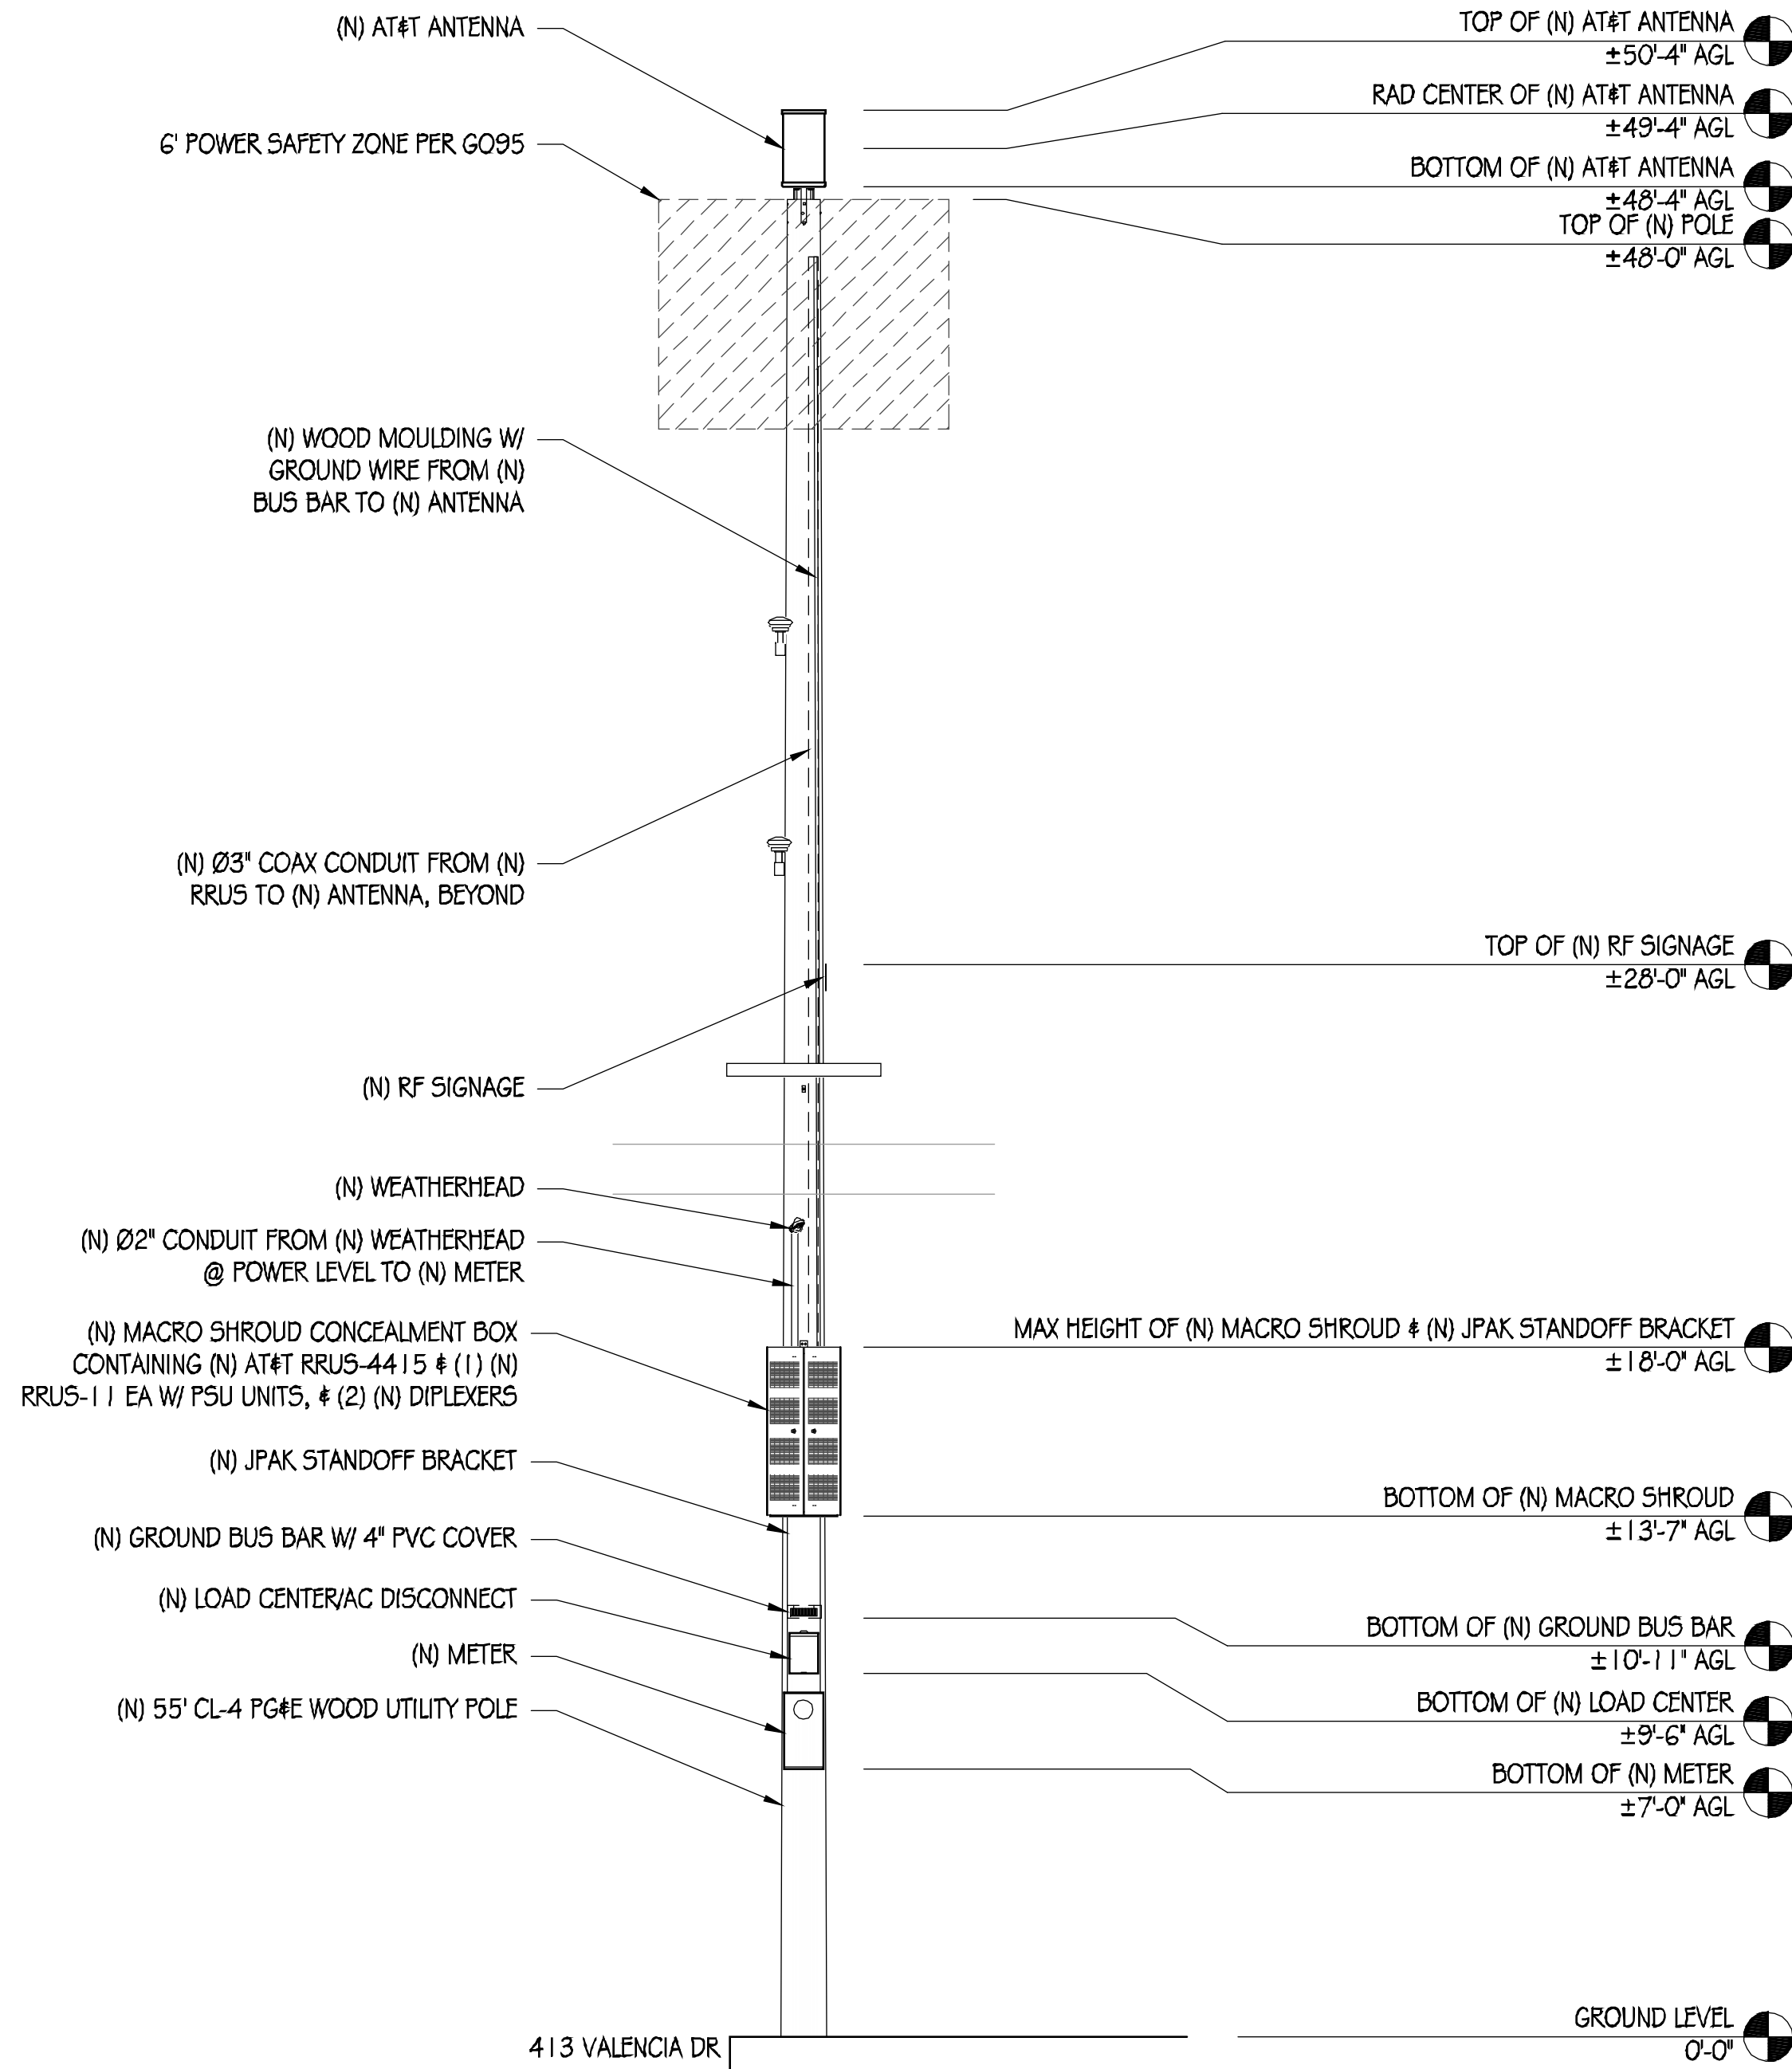 (N) AT&T ANTENNA
6' POWER SAFETY ZONE PER GO95
(N) WOOD MOULDING W/
GROUND WIRE FROM (N)
BUS BAR TO (N) ANTENNA
(N) Ø3" COAX CONDUIT FROM (N)
RRUS TO (N) ANTENNA, BEYOND
(N) RF SIGNAGE
(N) WEATHERHEAD
(N) Ø2" CONDUIT FROM (N) WEATHERHEAD
@ POWER LEVEL TO (N) METER
(N) MACRO SHROUD CONCEALMENT BOX
CONTAINING (N) AT&T RRUS-4415 & (1) (N)
RRUS-11 EA W/ PSU UNITS, & (2) (N) DIPLEXERS
(N) JPAK STANDOFF BRACKET
(N) GROUND BUS BAR W/ 4" PVC COVER
(N) LOAD CENTER/AC DISCONNECT
(N) METER
(N) 55' CL-4 PG&E WOOD UTILITY POLE
413 VALENCIA DR
TOP OF (N) AT&T ANTENNA
±50'-4" AGL
RAD CENTER OF (N) AT&T ANTENNA
±49'-4" AGL
BOTTOM OF (N) AT&T ANTENNA
±48'-4" AGL
TOP OF (N) POLE
±48'-0" AGL
TOP OF (N) RF SIGNAGE
±28'-0" AGL
MAX HEIGHT OF (N) MACRO SHROUD & (N) JPAK STANDOFF BRACKET
±18'-0" AGL
BOTTOM OF (N) MACRO SHROUD
±13'-7" AGL
BOTTOM OF (N) GROUND BUS BAR
±10'-11" AGL
BOTTOM OF (N) LOAD CENTER
±9'-6" AGL
BOTTOM OF (N) METER
±7'-0" AGL
GROUND LEVEL
0'-0"